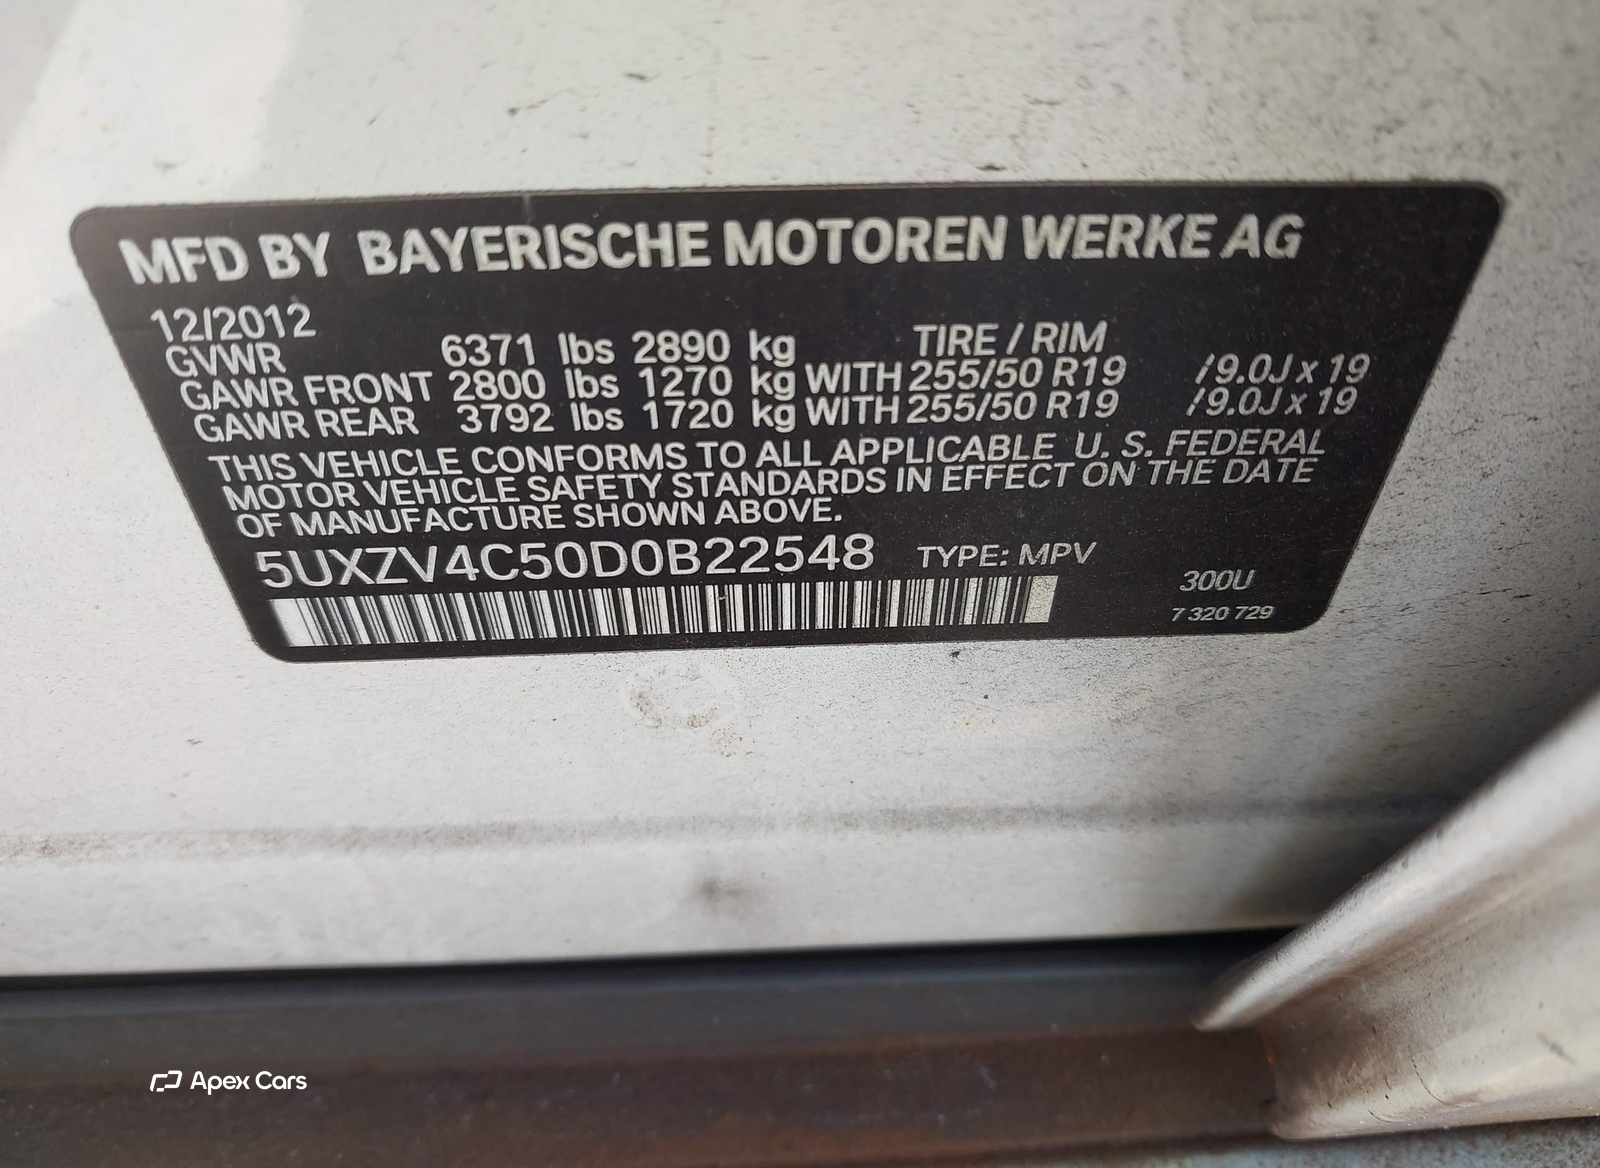 MFD BY BAYERISCHE MOTOREN WERKE AG
12/2012
GVWR 6371 lbs 2890 kg TIRE / RIM
GAWR FRONT 2800 lbs 1270 kg WITH 255/50 R19 /9.0J x 19
GAWR REAR 3792 lbs 1720 kg WITH 255/50 R19 /9.0J x 19
THIS VEHICLE CONFORMS TO ALL APPLICABLE U. S. FEDERAL
MOTOR VEHICLE SAFETY STANDARDS IN EFFECT ON THE DATE
OF MANUFACTURE SHOWN ABOVE.
5UXZV4C50D0B22548 TYPE: MPV
300U
7 320 729
Apex Cars